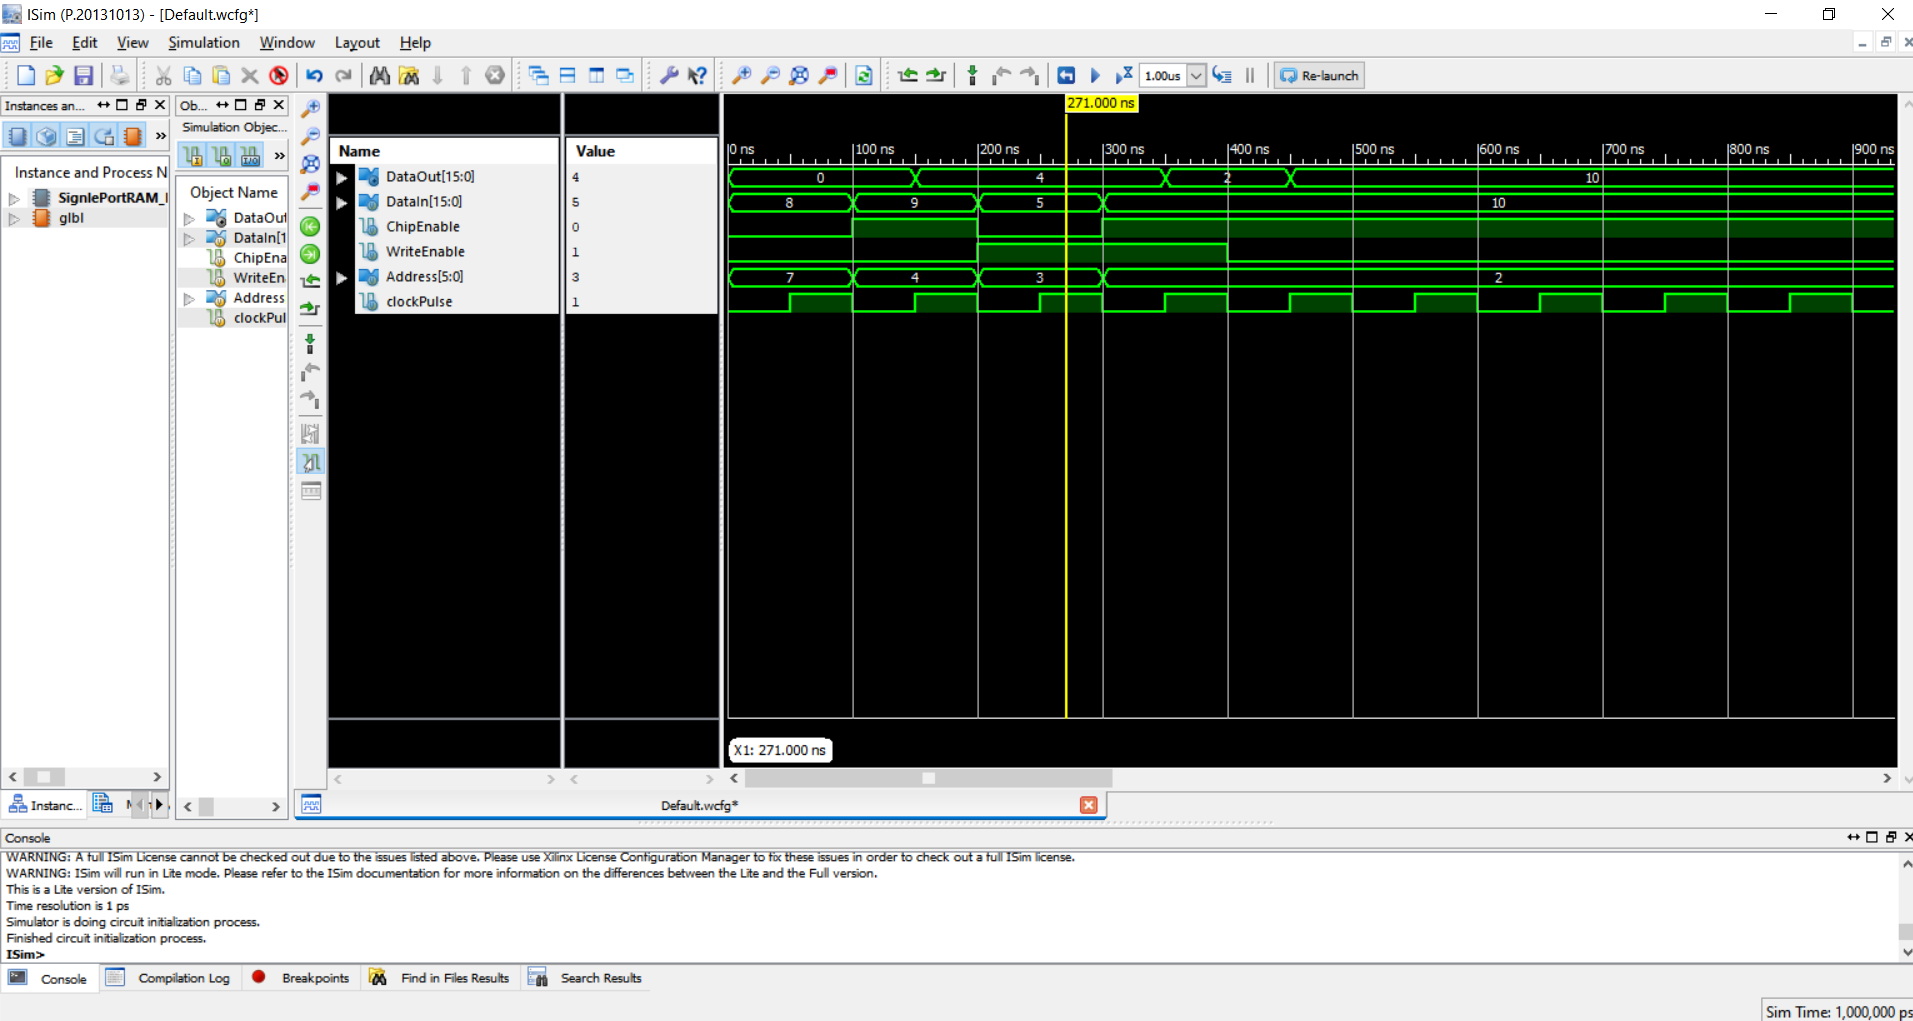 ISim (P.20131013) - [Default.wcfg*]
File Edit View Simulation Window Layout Help
1.00us Re-launch
Instances an...
Ob...
Simulation Objec...
Instance and Process N
SignlePortRAM_
glbl
Object Name
DataOut
DataIn[1
ChipEna
WriteEn
Address
clockPul
Name Value
DataOut[15:0] 4
DataIn[15:0] 5
ChipEnable 0
WriteEnable 1
Address[5:0] 3
clockPulse 1
271.000 ns
0 ns 100 ns 200 ns 300 ns 400 ns 500 ns 600 ns 700 ns 800 ns 900 ns
0 4 2 10
8 9 5 10
7 4 3 2
X1: 271.000 ns
Instanc...
Default.wcfg*
Console
WARNING: A full ISim License cannot be checked out due to the issues listed above. Please use Xilinx License Configuration Manager to fix these issues in order to check out a full ISim license.
WARNING: ISim will run in Lite mode. Please refer to the ISim documentation for more information on the differences between the Lite and the Full version.
This is a Lite version of ISim.
Time resolution is 1 ps
Simulator is doing circuit initialization process.
Finished circuit initialization process.
ISim>
Console Compilation Log Breakpoints Find in Files Results Search Results
Sim Time: 1,000,000 ps